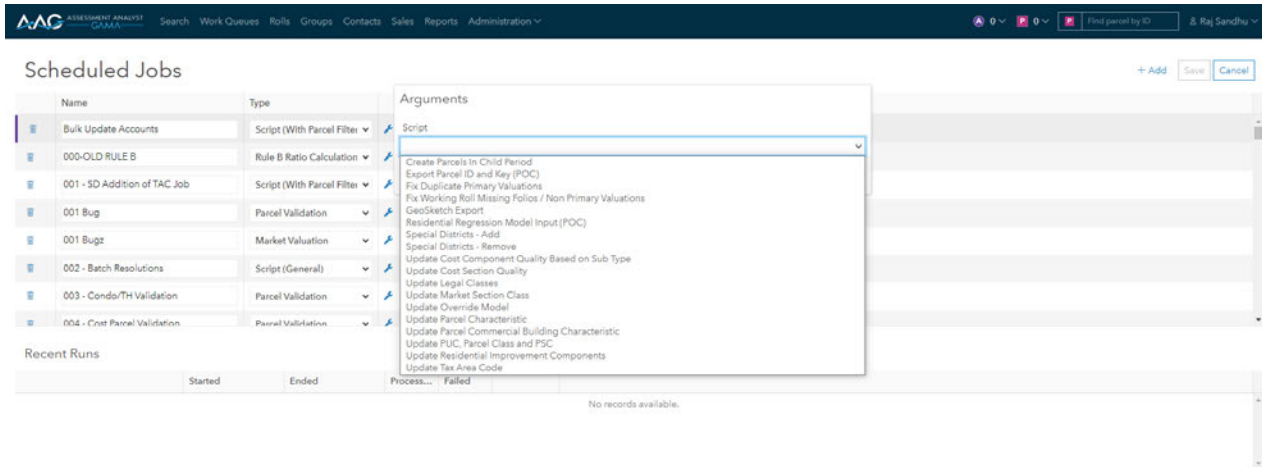 AAG ASSESSMENT ANALYST GAMA Search Work Queues Rolls Groups Contacts Sales Reports Administration A 0 P 0 P Find parcel by ID Raj Sandhu
Scheduled Jobs + Add Save Cancel
Name Type
Arguments
Script
Bulk Update Accounts Script (With Parcel Filter
000-OLD RULE B Rule B Ratio Calculation
001 - SD Addition of TAC Job Script (With Parcel Filter
001 Bug Parcel Validation
001 Bugz Market Valuation
002 - Batch Resolutions Script (General)
003 - Condo/TH Validation Parcel Validation
004 - Cost Parcel Validation Parcel Validation
Create Parcels In Child Period
Export Parcel ID and Key (POC)
Fix Duplicate Primary Valuations
Fix Working Roll Missing Folios / Non Primary Valuations
GeoSketch Export
Residential Regression Model Input (POC)
Special Districts - Add
Special Districts - Remove
Update Cost Component Quality Based on Sub Type
Update Cost Section Quality
Update Legal Classes
Update Market Section Class
Update Override Model
Update Parcel Characteristic
Update Parcel Commercial Building Characteristic
Update PUC, Parcel Class and PSC
Update Residential Improvement Components
Update Tax Area Code
Recent Runs
Started Ended Process... Failed
No records available.